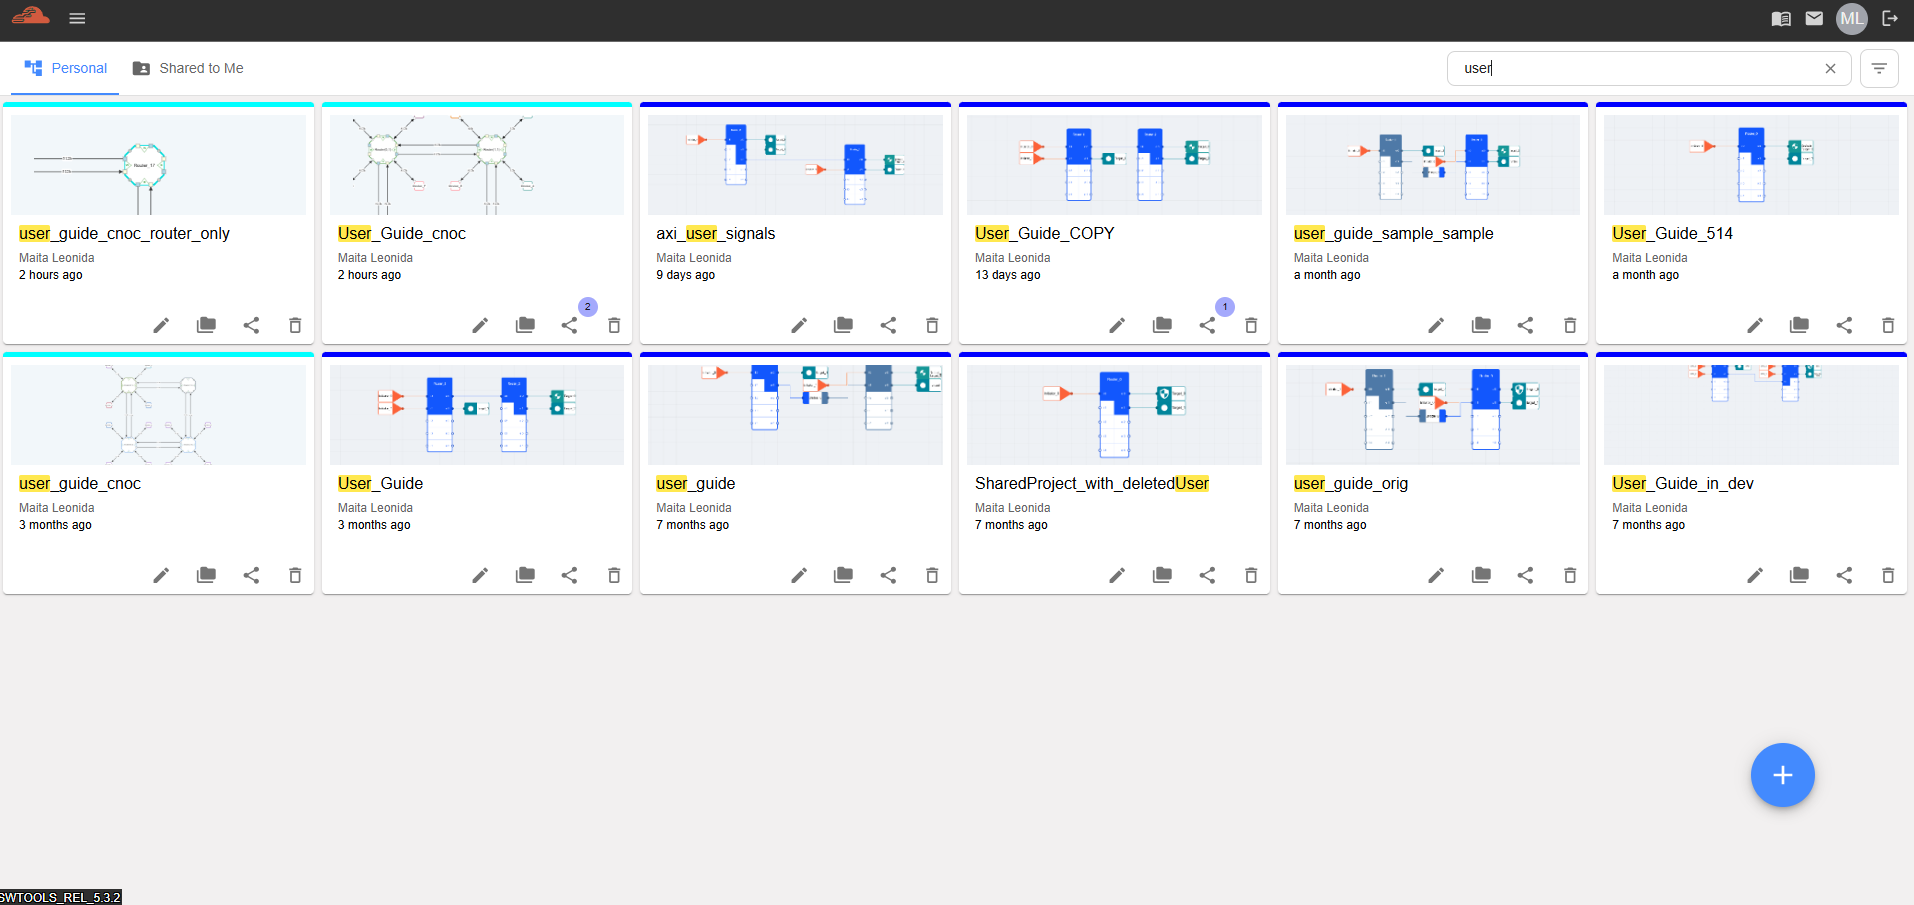 ML
Personal
Shared to Me
user
user_guide_cnoc_router_only
Maita Leonida
2 hours ago
User_Guide_cnoc
Maita Leonida
2 hours ago
2
axi_user_signals
Maita Leonida
9 days ago
User_Guide_COPY
Maita Leonida
13 days ago
1
user_guide_sample_sample
Maita Leonida
a month ago
User_Guide_514
Maita Leonida
a month ago
user_guide_cnoc
Maita Leonida
3 months ago
User_Guide
Maita Leonida
3 months ago
user_guide
Maita Leonida
7 months ago
SharedProject_with_deletedUser
Maita Leonida
7 months ago
user_guide_orig
Maita Leonida
7 months ago
User_Guide_in_dev
Maita Leonida
7 months ago
SWTOOLS_REL_5.3.2